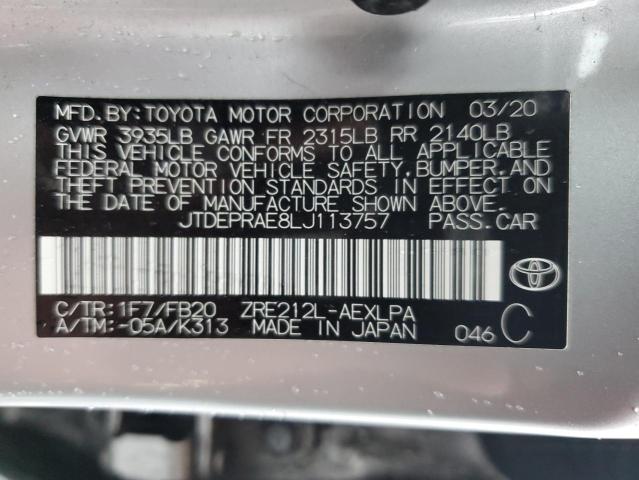 MFD. BY: TOYOTA MOTOR CORPORATION 03/20
GVWR 3935LB GAWR FR 2315LB RR 2140LB
THIS VEHICLE CONFORMS TO ALL APPLICABLE
FEDERAL MOTOR VEHICLE SAFETY, BUMPER, AND
THEFT PREVENTION STANDARDS IN EFFECT ON
THE DATE OF MANUFACTURE SHOWN ABOVE.
JTDEPRAE8LJ113757 PASS. CAR
C/TR: 1F7/FB20 ZRE212L-AEXLPA
A/TM: -05A/K313 MADE IN JAPAN 046 C